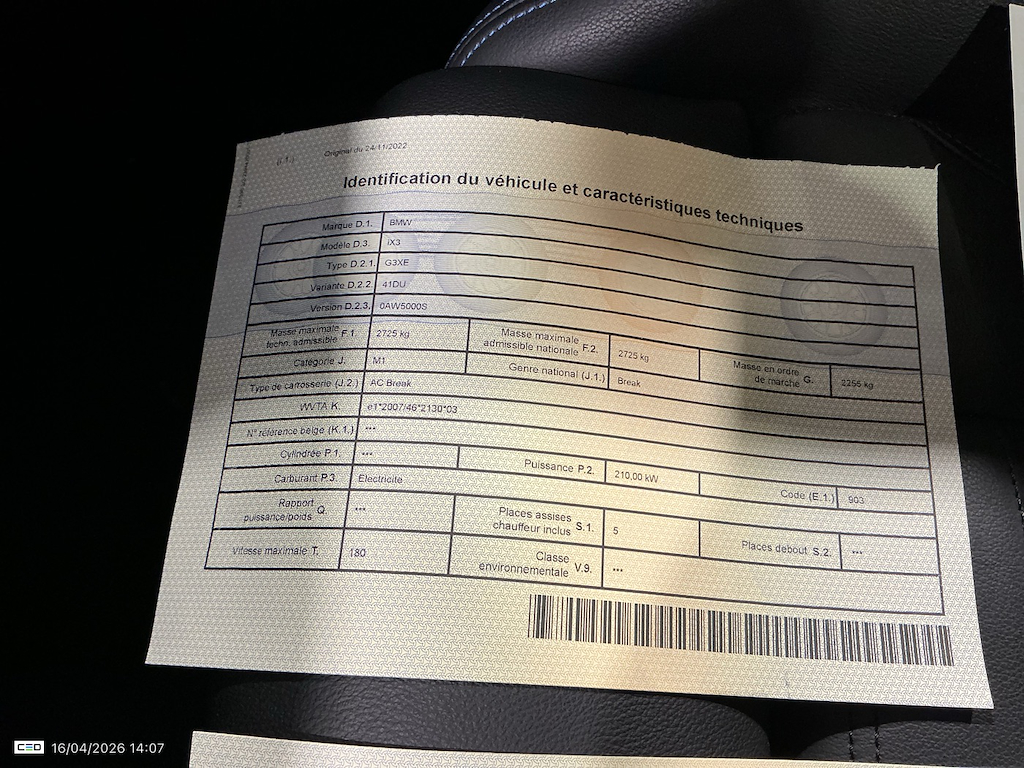 (I.1.) Original du 24/11/2022
Identification du véhicule et caractéristiques techniques
Marque D.1. BMW
Modèle D.3. iX3
Type D.2.1. G3XE
Variante D.2.2. 41DU
Version D.2.3. 0AW5000S
Masse maximale techn. admissible F.1. 2725 kg Masse maximale admissible nationale F.2. 2725 kg Masse en ordre de marche G. 2255 kg
Catégorie J. M1 Genre national (J.1.) Break
Type de carrosserie (J.2.) AC Break
WVTA K. e1*2007/46*2130*03
N° référence belge (K.1.) ***
Cylindrée P.1. *** Puissance P.2. 210,00 kW Code (E.1.) 903
Carburant P.3. Electricité
Rapport puissance/poids Q. *** Places assises chauffeur inclus S.1. 5 Places debout S.2. ***
Vitesse maximale T. 180 Classe environnementale V.9. ***
CEO 16/04/2026 14:07